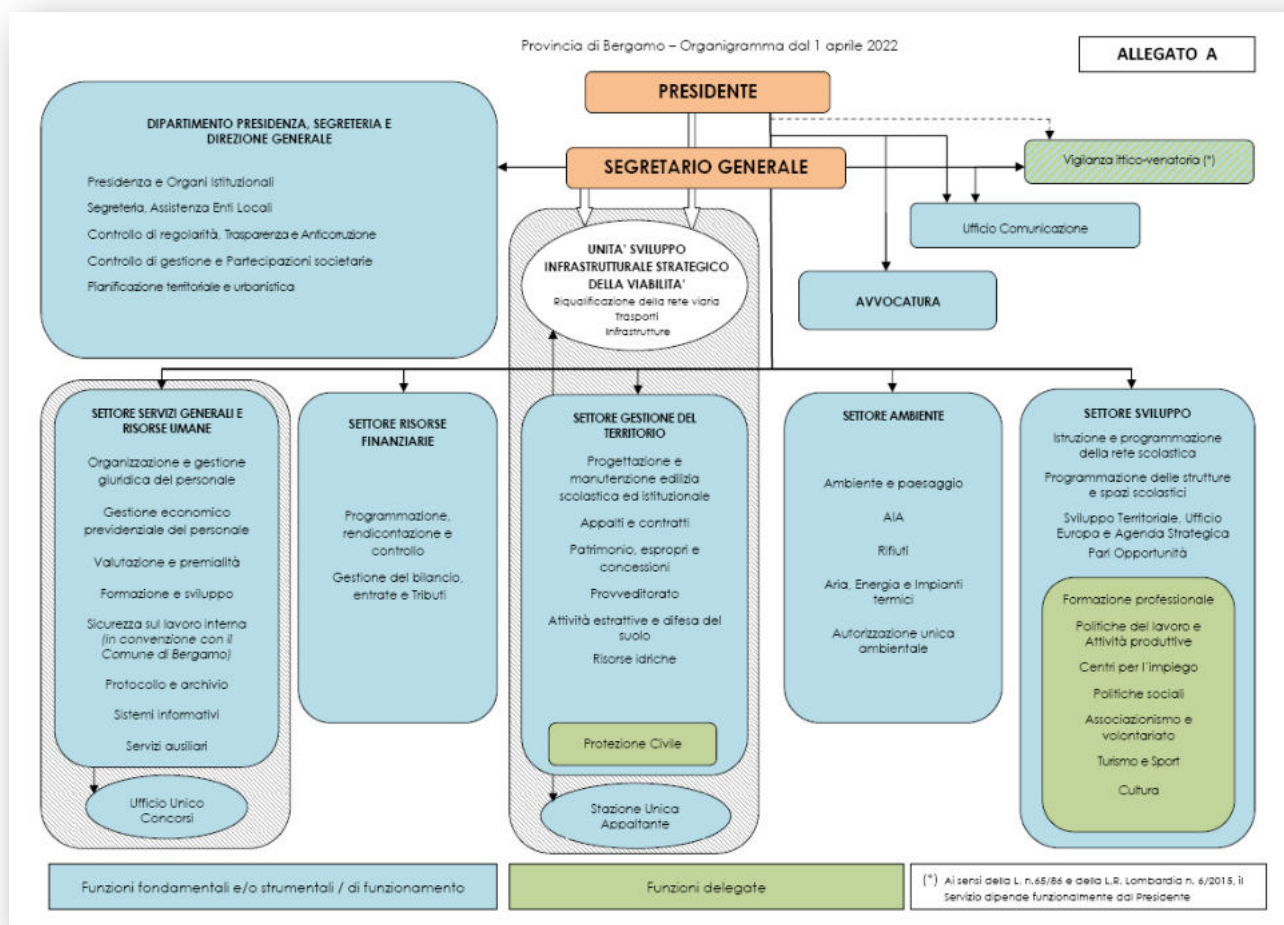 Provincia di Bergamo – Organigramma dal 1 aprile 2022
ALLEGATO A
PRESIDENTE
DIPARTIMENTO PRESIDENZA, SEGRETERIA E
DIREZIONE GENERALE
Presidenza e Organi Istituzionali
Segreteria, Assistenza Enti Locali
Controllo di regolarità, Trasparenza e Anticorruzione
Controllo di gestione e Partecipazioni societarie
Pianificazione territoriale e urbanistica
SEGRETARIO GENERALE
Vigilanza ittico-venatoria (*)
Ufficio Comunicazione
AVVOCATURA
UNITA' SVILUPPO
INFRASTRUTTURALE STRATEGICO
DELLA VIABILITA'
Riqualificazione della rete viaria
Trasporti
Infrastrutture
SETTORE SERVIZI GENERALI E
RISORSE UMANE
Organizzazione e gestione
giuridica del personale
Gestione economico
previdenziale del personale
Valutazione e premialità
Formazione e sviluppo
Sicurezza sul lavoro interna
(in convenzione con il
Comune di Bergamo)
Protocollo e archivio
Sistemi informativi
Servizi ausiliari
Ufficio Unico
Concorsi
SETTORE RISORSE
FINANZIARIE
Programmazione,
rendicontazione e
controllo
Gestione del bilancio,
entrate e Tributi
SETTORE GESTIONE DEL
TERRITORIO
Progettazione e
manutenzione edilizia
scolastica ed istituzionale
Appalti e contratti
Patrimonio, espropri e
concessioni
Provveditorato
Attività estrattive e difesa del
suolo
Risorse idriche
Protezione Civile
Stazione Unica
Appaltante
SETTORE AMBIENTE
Ambiente e paesaggio
AIA
Rifiuti
Aria, Energia e Impianti
termici
Autorizzazione unica
ambientale
SETTORE SVILUPPO
Istruzione e programmazione
della rete scolastica
Programmazione delle strutture
e spazi scolastici
Sviluppo Territoriale, Ufficio
Europa e Agenda Strategica
Pari Opportunità
Formazione professionale
Politiche del lavoro e
Attività produttive
Centri per l'impiego
Politiche sociali
Associazionismo e
volontariato
Turismo e Sport
Cultura
Funzioni fondamentali e/o strumentali / di funzionamento
Funzioni delegate
(*) Ai sensi della L. n.65/86 e della L.R. Lombardia n. 6/2015, il
Servizio dipende funzionalmente dal Presidente